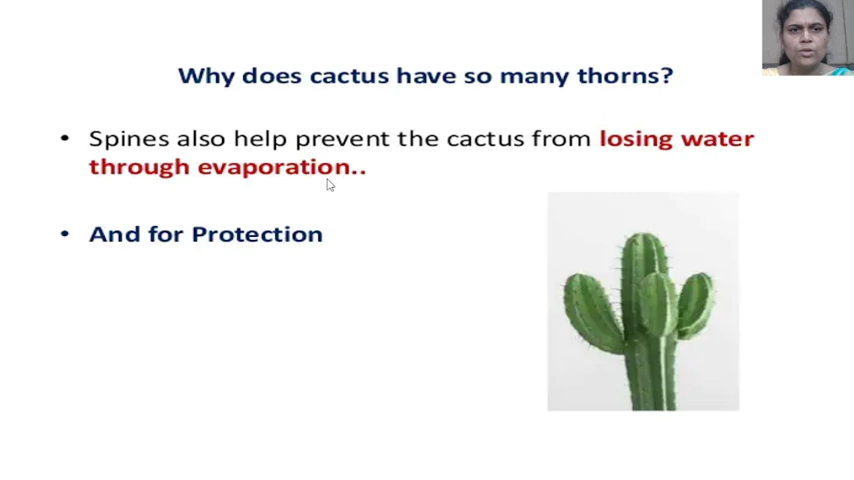 Why does cactus have so many thorns?
• Spines also help prevent the cactus from losing water
through evaporation..
• And for Protection